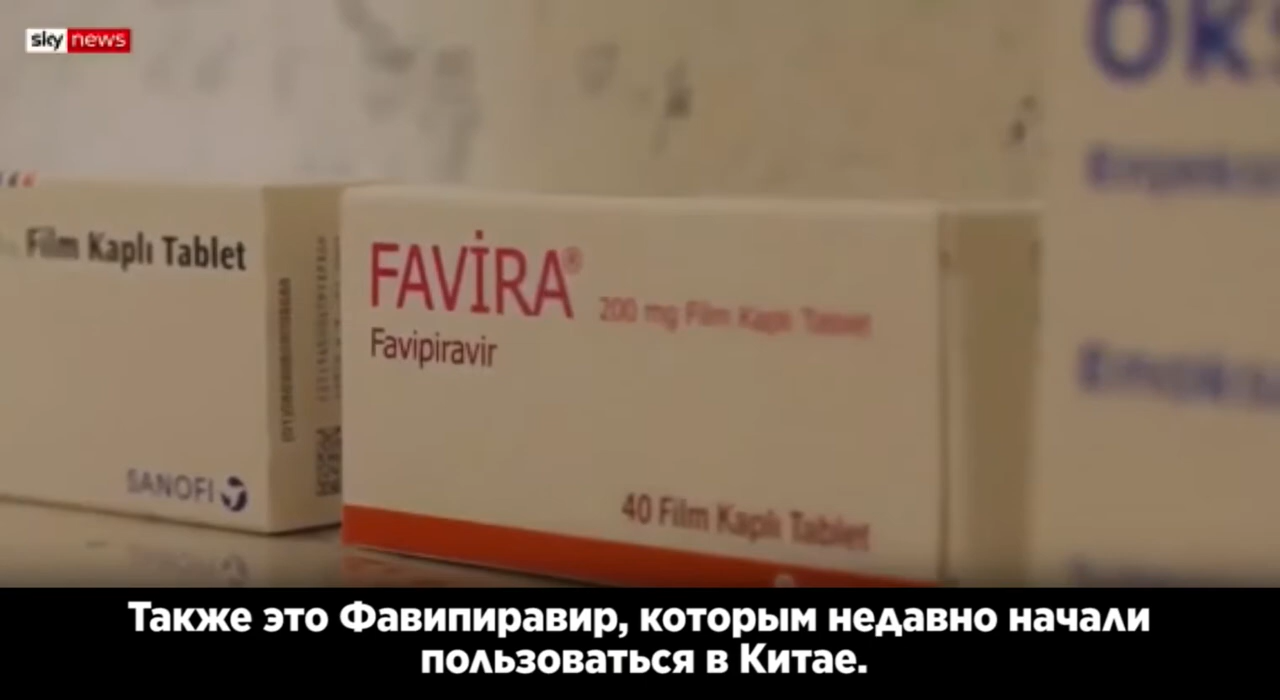 sky news
Film Kaplı Tablet
SANOFI
FAVİRA®
200 mg Film Kaplı Tablet
Favipiravir
40 Film Kaplı Tablet
OKS
Также это Фавипиравир, которым недавно начали
пользоваться в Китае.